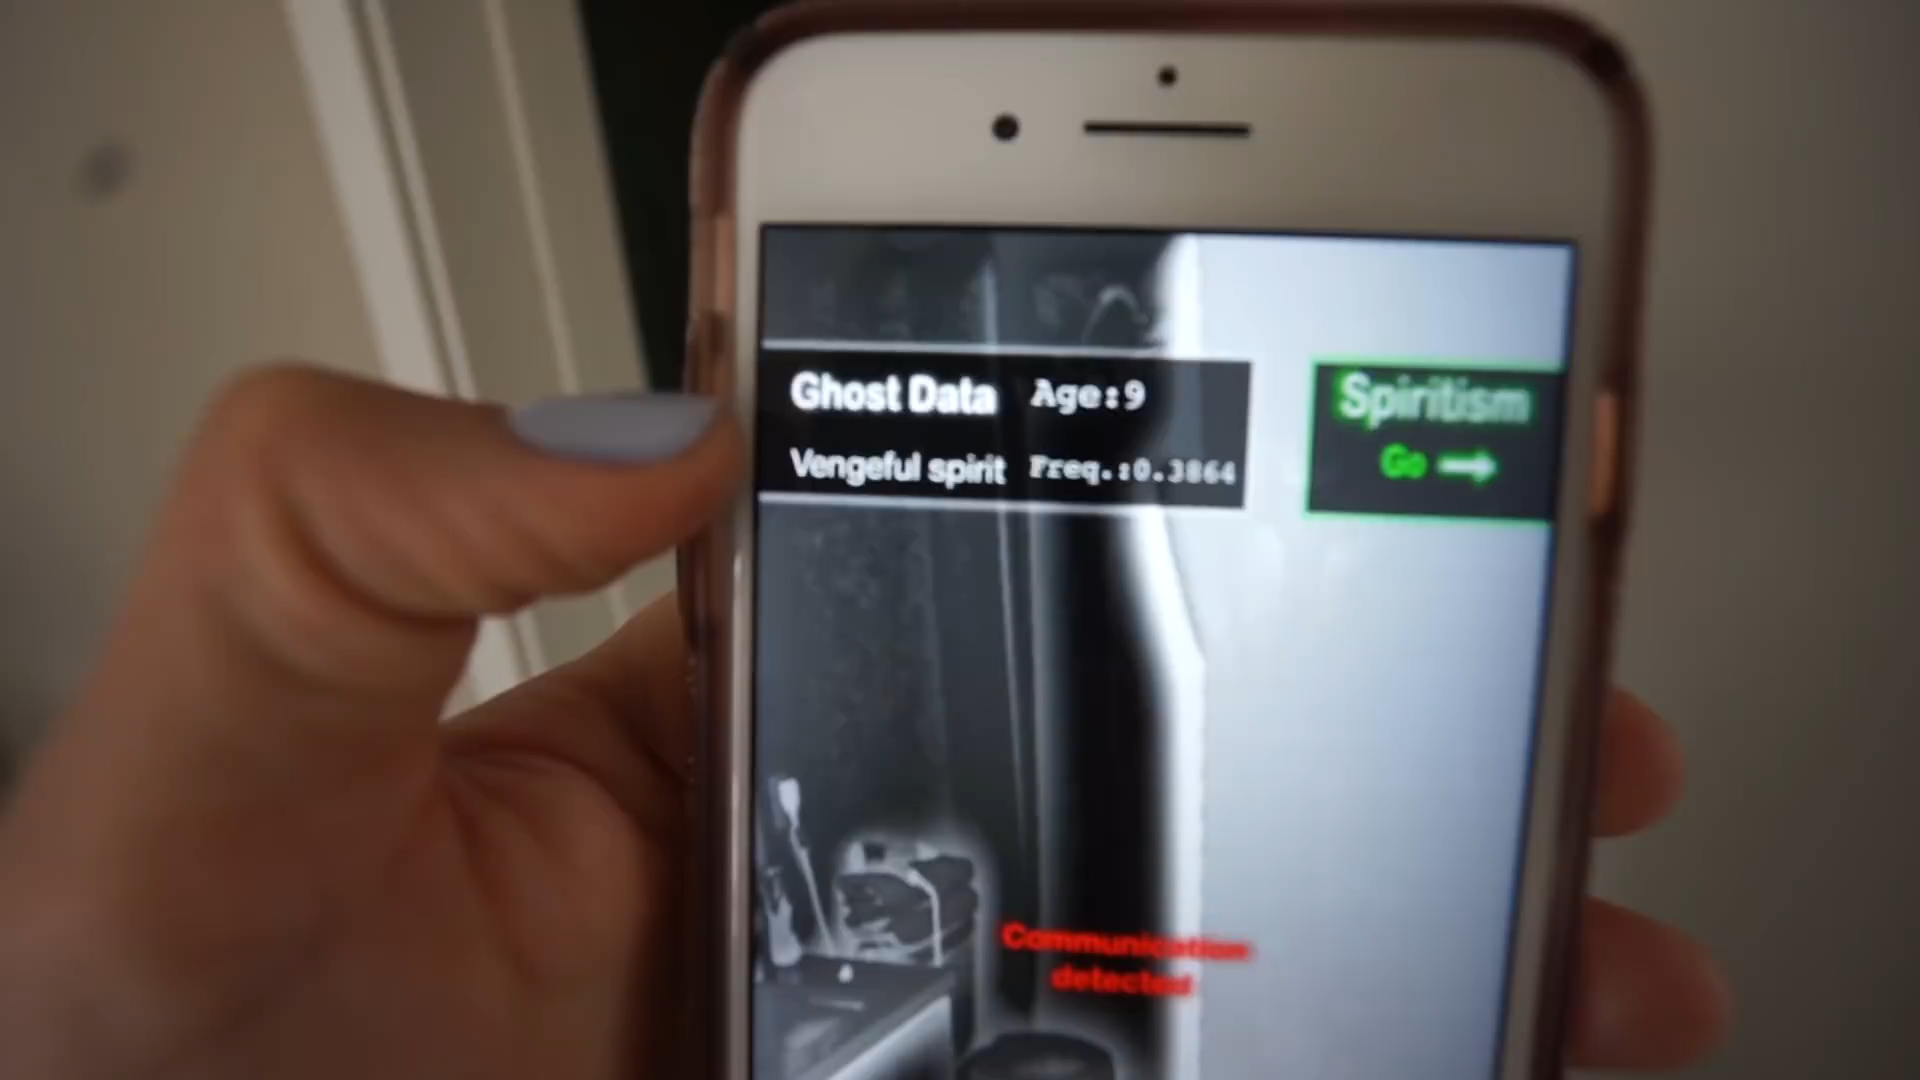 Ghost Data Age:9
Vengeful spirit Freq.:0.3864
Spiritism
Go →
Communication
detected